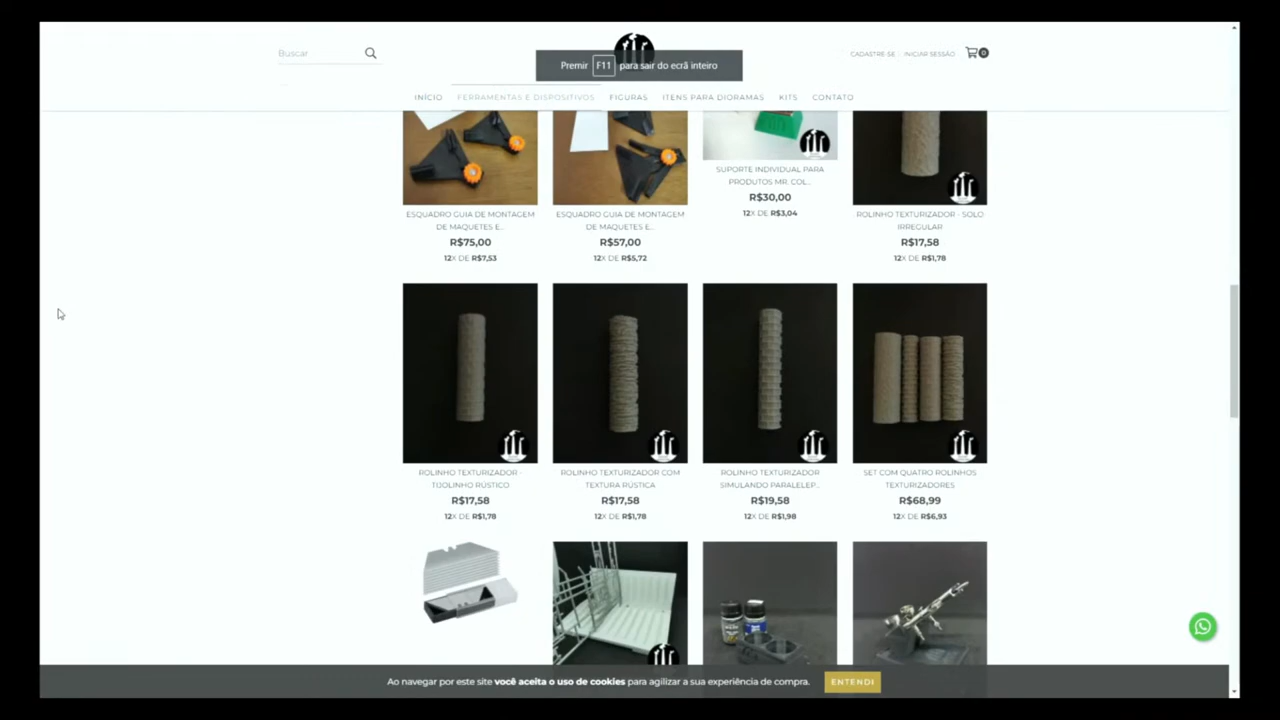 Buscar
Premir F11 para sair do ecrã inteiro
CADASTRE-SE
INICIAR SESSÃO
0
INÍCIO
FERRAMENTAS E DISPOSITIVOS
FIGURAS
ITENS PARA DIORAMAS
KITS
CONTATO
ESQUADRO GUIA DE MONTAGEM
DE MAQUETES E...
R$75,00
12X DE R$7,53
ESQUADRO GUIA DE MONTAGEM
DE MAQUETES E...
R$57,00
12X DE R$5,72
SUPORTE INDIVIDUAL PARA
PRODUTOS MR. COL...
R$30,00
12X DE R$3,04
ROLINHO TEXTURIZADOR - SOLO
IRREGULAR
R$17,58
12X DE R$1,78
ROLINHO TEXTURIZADOR -
TIJOLINHO RÚSTICO
R$17,58
12X DE R$1,78
ROLINHO TEXTURIZADOR COM
TEXTURA RÚSTICA
R$17,58
12X DE R$1,78
ROLINHO TEXTURIZADOR
SIMULANDO PARALELEP...
R$19,58
12X DE R$1,98
SET COM QUATRO ROLINHOS
TEXTURIZADORES
R$68,99
12X DE R$6,93
Ao navegar por este site você aceita o uso de cookies para agilizar a sua experiência de compra.
ENTENDI